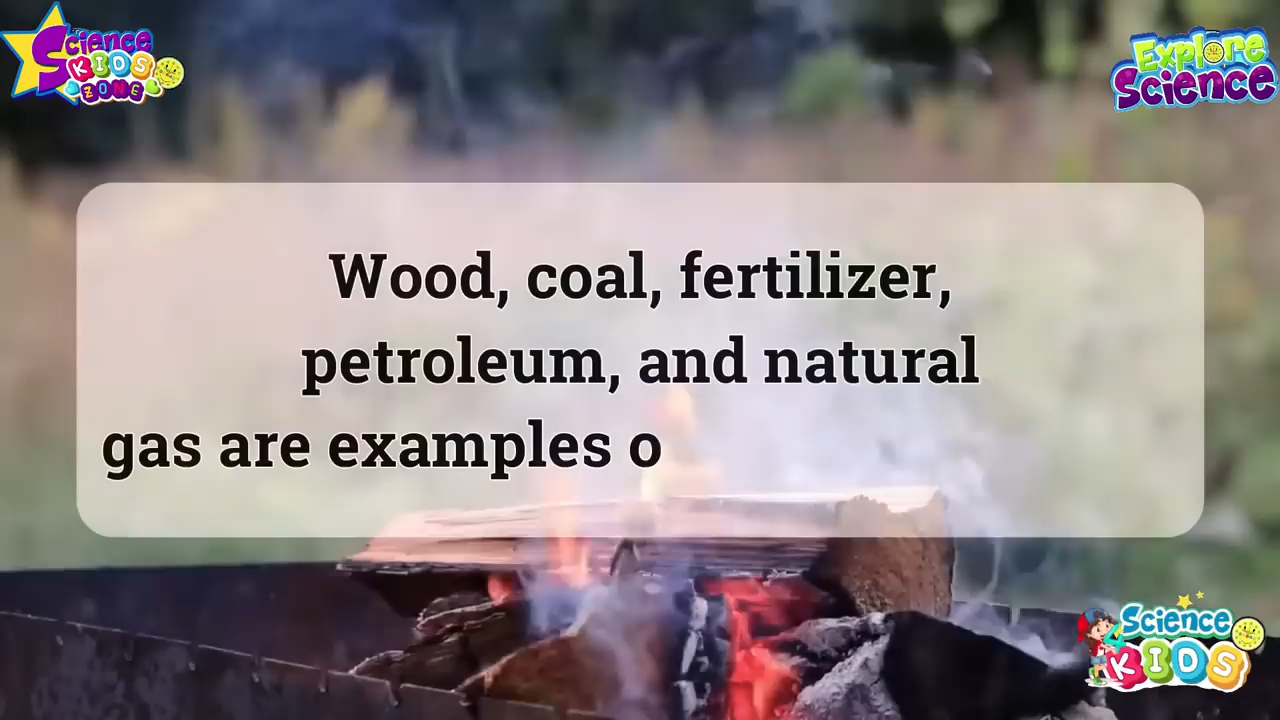 Science
KIDS
ZONE
Explore
Science
Wood, coal, fertilizer,
petroleum, and natural
gas are examples o
Science
KIDS